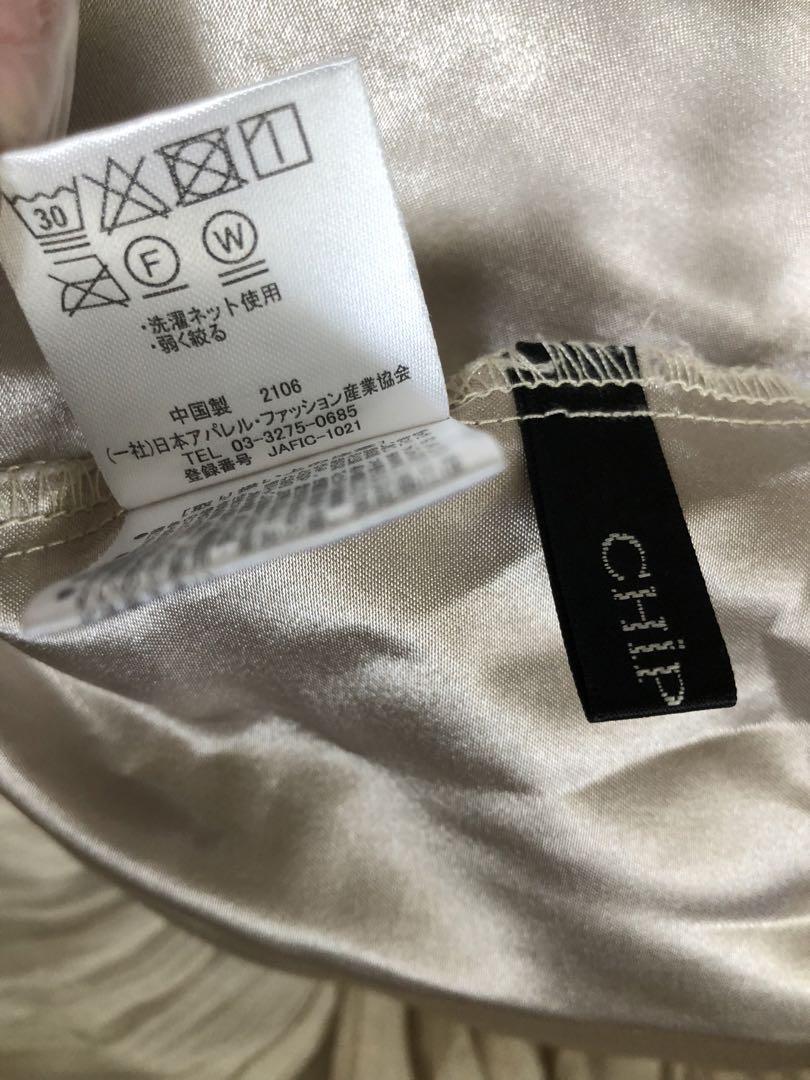 30
F W
・洗濯ネット使用
・弱く絞る
中国製 2106
(一社)日本アパレル・ファッション産業協会
TEL 03-3275-0685
登録番号 JAFIC-1021
CHiP